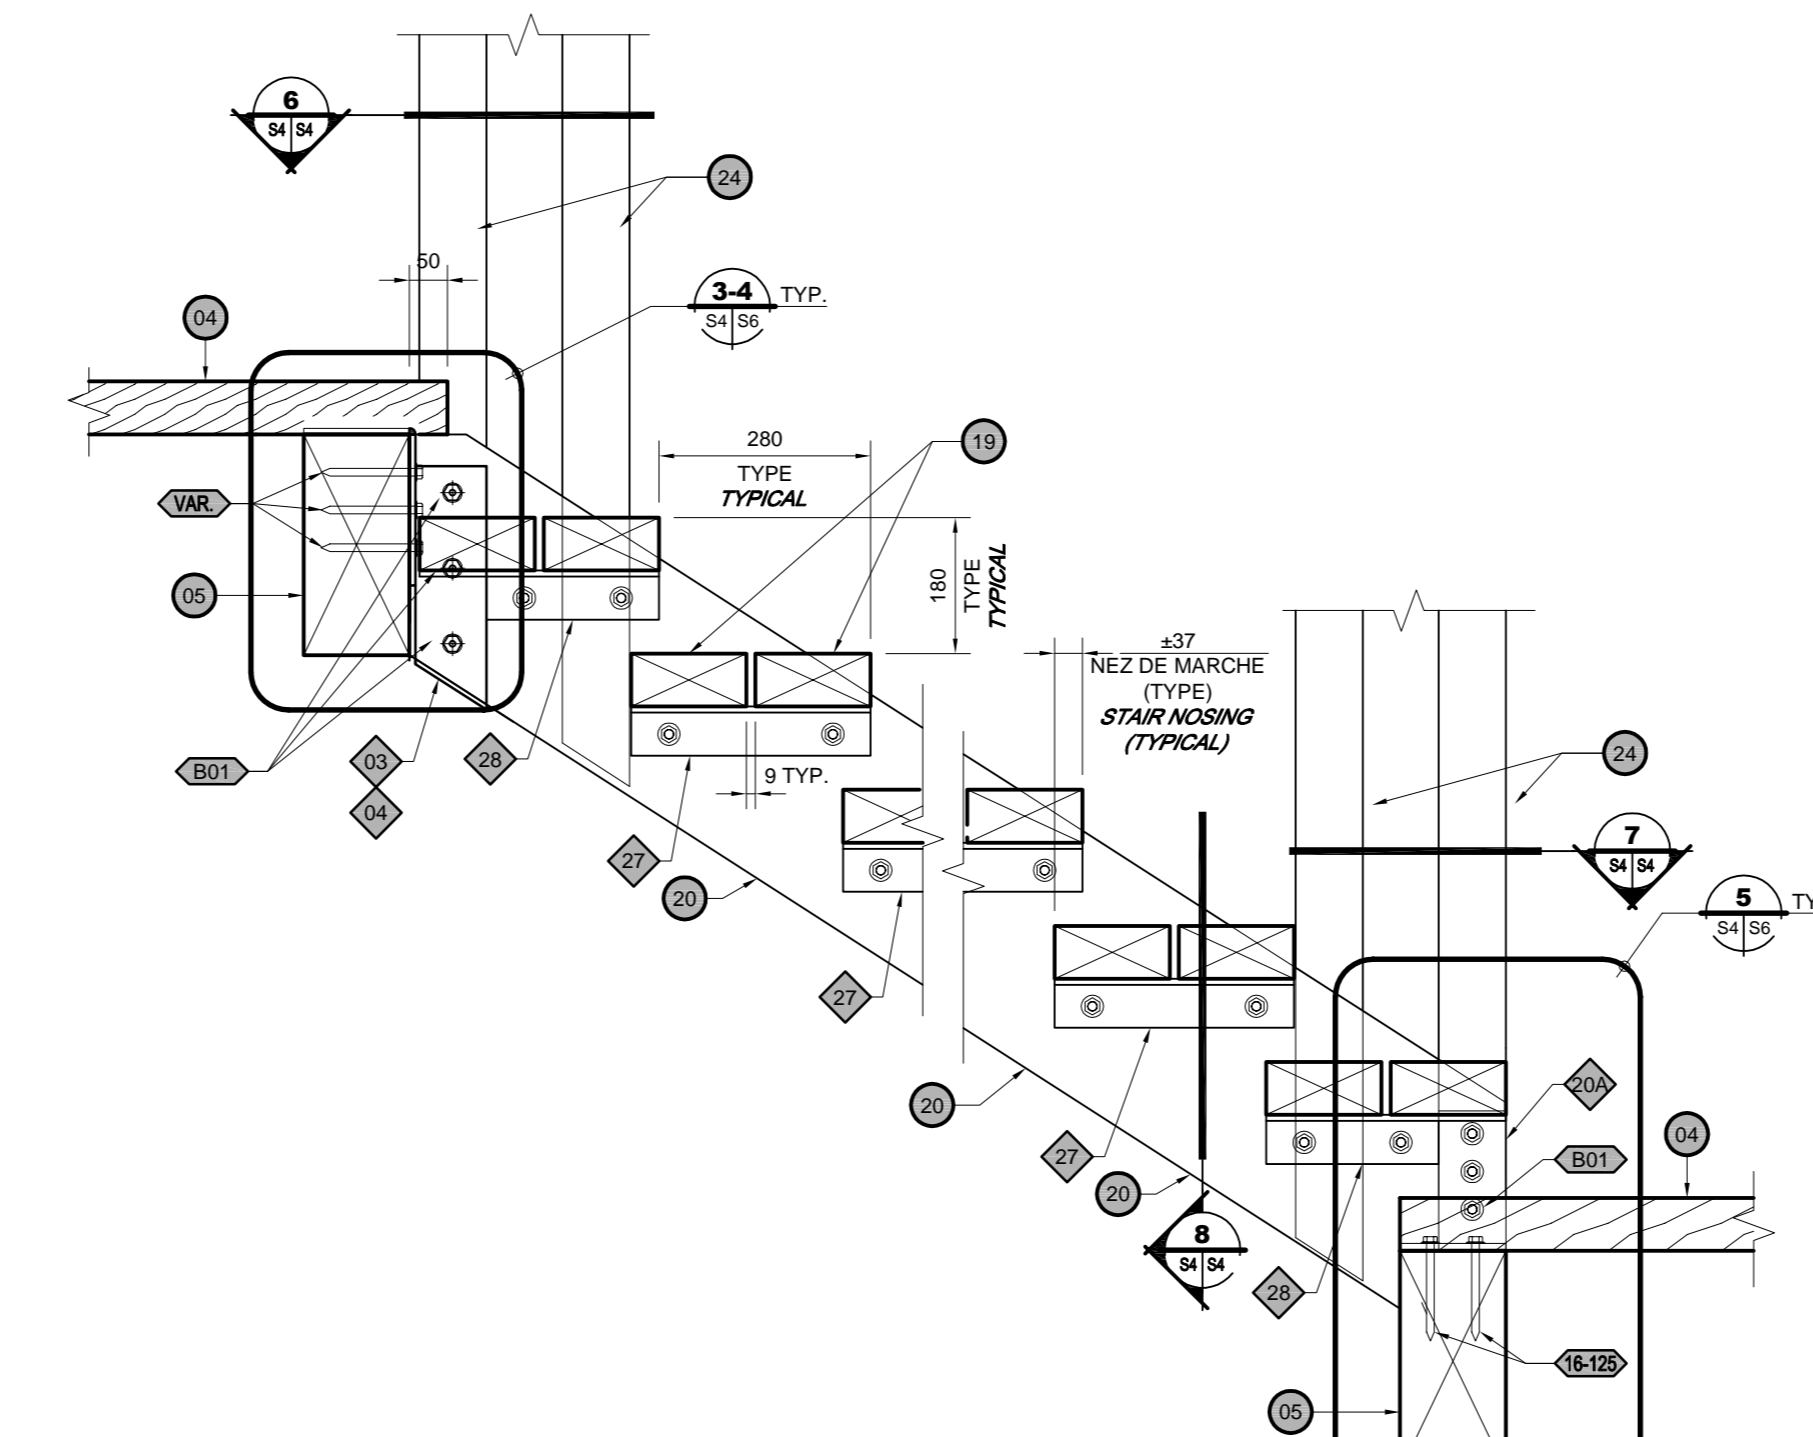 6
S4 S4
24
50
3-4 TYP.
S4 S6
04
280
TYPE
TYPICAL
19
VAR.
180
TYPE
TYPICAL
05
±37
NEZ DE MARCHE
(TYPE)
STAIR NOSING
(TYPICAL)
B01
03
04
28
9 TYP.
24
27
20
7
S4 S4
5 TY
S4 S6
27
20
20A
27
20
B01
04
8
S4 S4
28
16-125
05